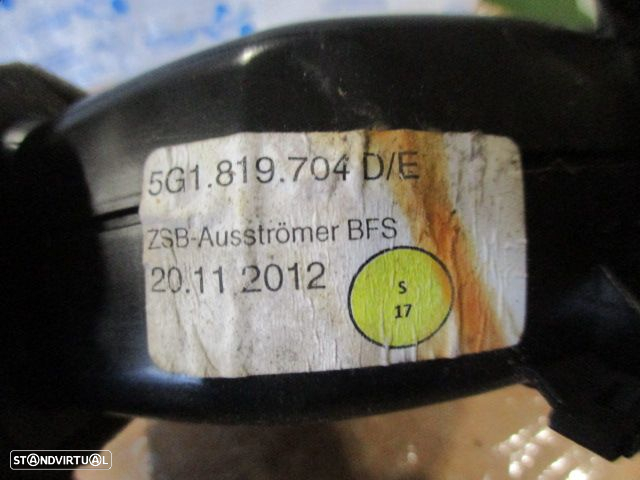 5G1.819.704 D/E
ZSB-Ausströmer BFS
20.11 2012
S
17
STANDVIRTUAL